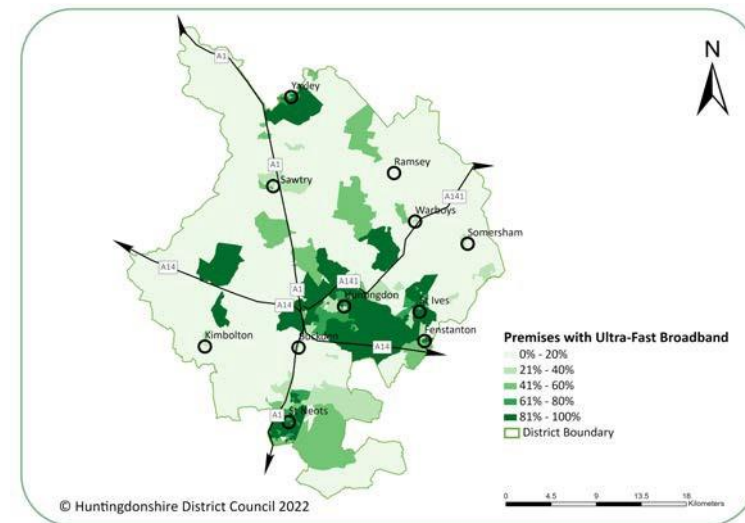 N
A1
Yaxley
A1
Sawtry
Ramsey
A141
Warboys
Somersham
A14
A1
A141
A14
Huntingdon
St Ives
Fenstanton
Kimbolton
Buckden
A14
A1
St Neots
Premises with Ultra-Fast Broadband
0% - 20%
21% - 40%
41% - 60%
61% - 80%
81% - 100%
District Boundary
0 4.5 9 13.5 18
Kilometers
© Huntingdonshire District Council 2022